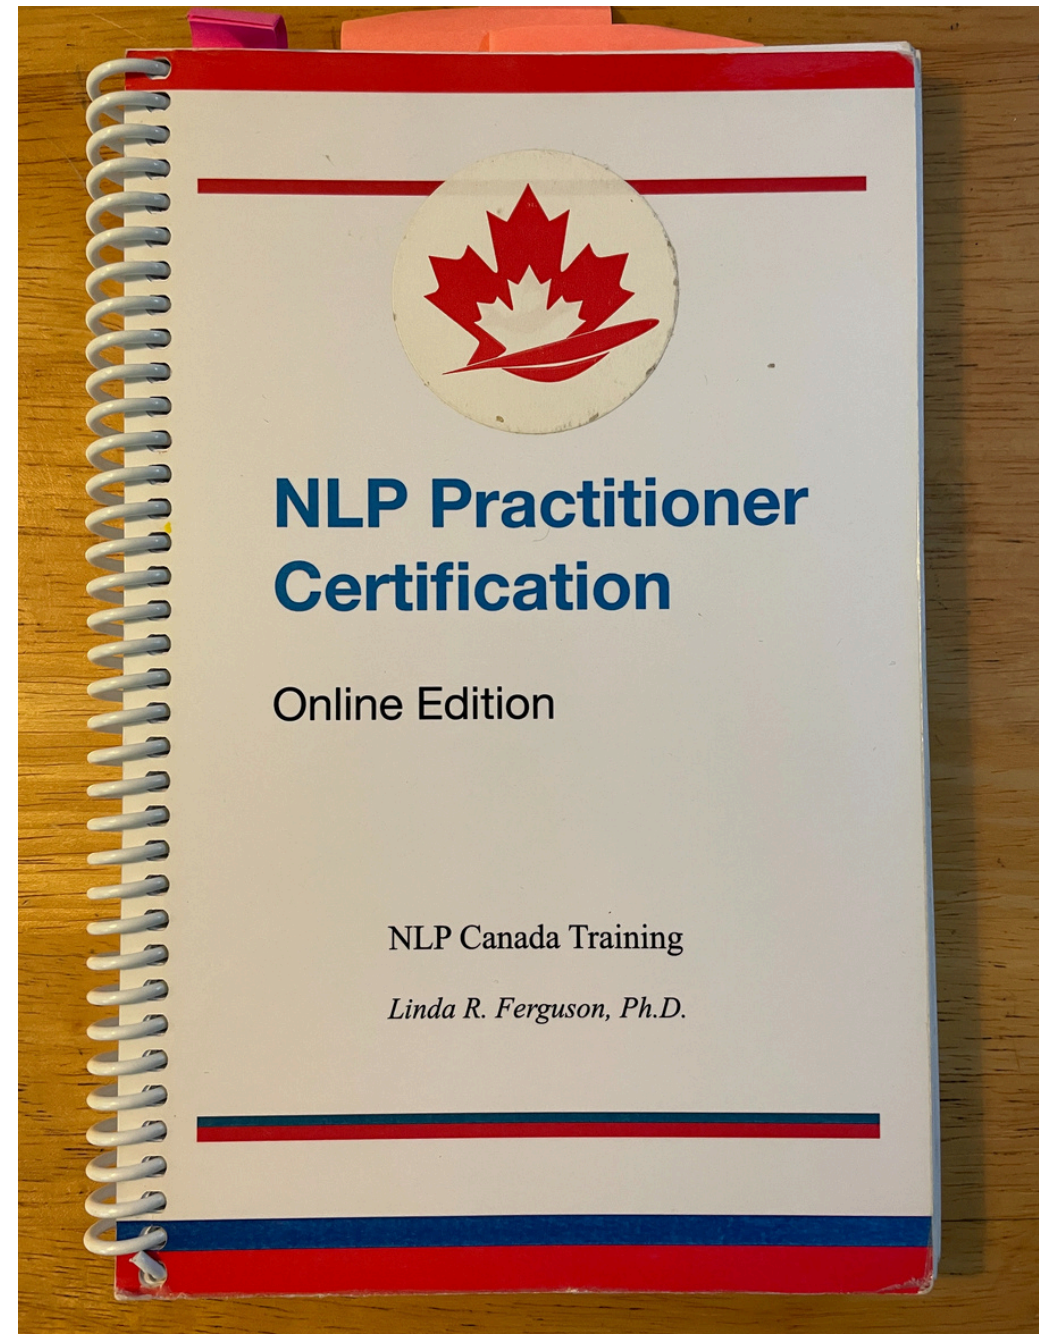 NLP Practitioner
Certification
Online Edition
NLP Canada Training
Linda R. Ferguson, Ph.D.